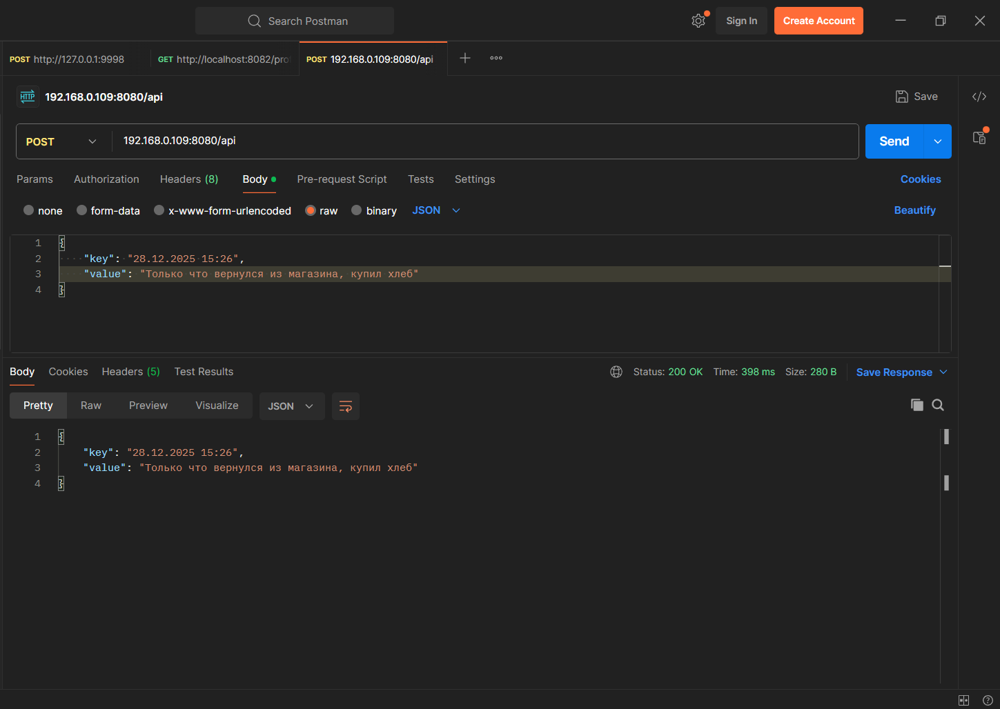 Search Postman
Sign In
Create Account
POST http://127.0.0.1:9998
GET http://localhost:8082/pro
POST 192.168.0.109:8080/api
HTTP 192.168.0.109:8080/api
Save
POST
192.168.0.109:8080/api
Send
Params Authorization Headers (8) Body Pre-request Script Tests Settings
Cookies
none form-data x-www-form-urlencoded raw binary JSON
Beautify
1 {
2 "key": "28.12.2025 15:26",
3 "value": "Только что вернулся из магазина, купил хлеб"
4 }
Body Cookies Headers (5) Test Results
Status: 200 OK Time: 398 ms Size: 280 B Save Response
Pretty Raw Preview Visualize JSON
1 {
2 "key": "28.12.2025 15:26",
3 "value": "Только что вернулся из магазина, купил хлеб"
4 }